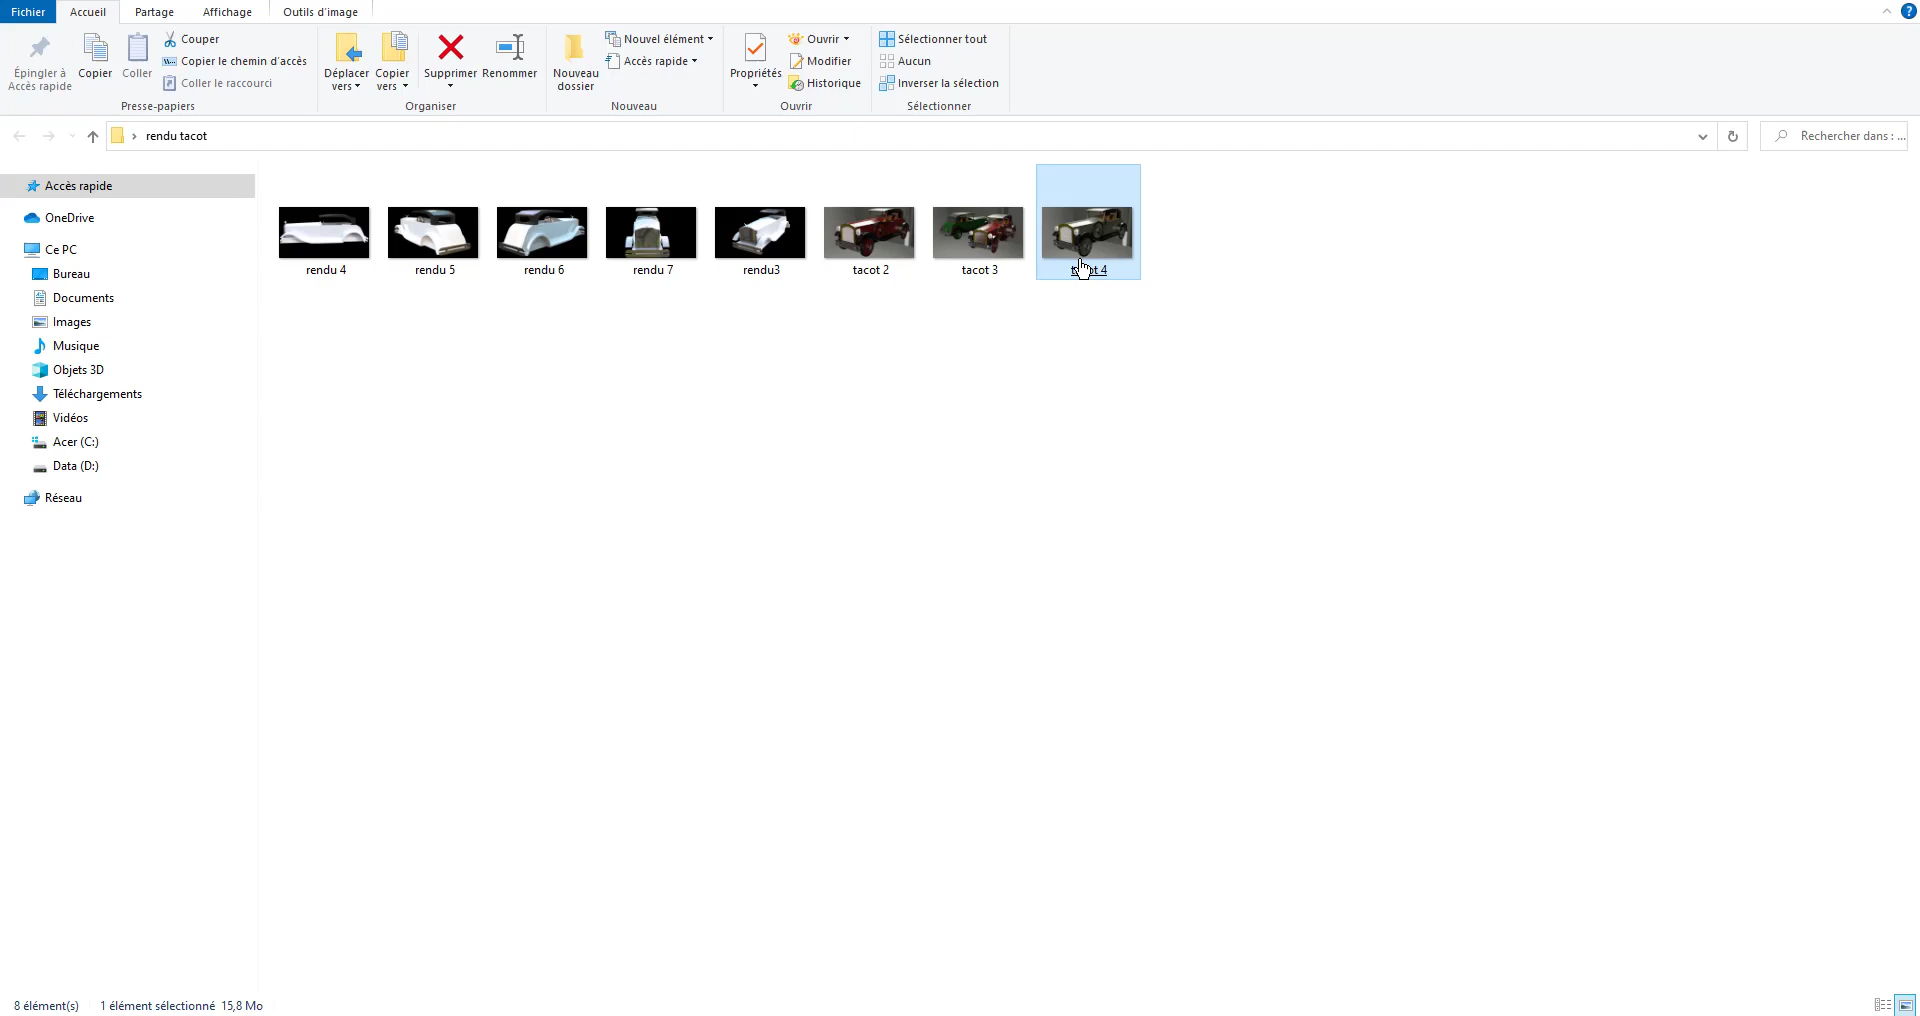 Fichier Accueil Partage Affichage Outils d'image
Épingler à Accès rapide
Copier
Coller
Couper
Copier le chemin d'accès
Coller le raccourci
Presse-papiers
Déplacer vers
Copier vers
Supprimer
Renommer
Organiser
Nouveau dossier
Nouvel élément
Accès rapide
Nouveau
Propriétés
Ouvrir
Modifier
Historique
Ouvrir
Sélectionner tout
Aucun
Inverser la sélection
Sélectionner
rendu tacot
Rechercher dans : ...
Accès rapide
OneDrive
Ce PC
Bureau
Documents
Images
Musique
Objets 3D
Téléchargements
Vidéos
Acer (C:)
Data (D:)
Réseau
rendu 4
rendu 5
rendu 6
rendu 7
rendu3
tacot 2
tacot 3
4
8 élément(s) 1 élément sélectionné 15,8 Mo